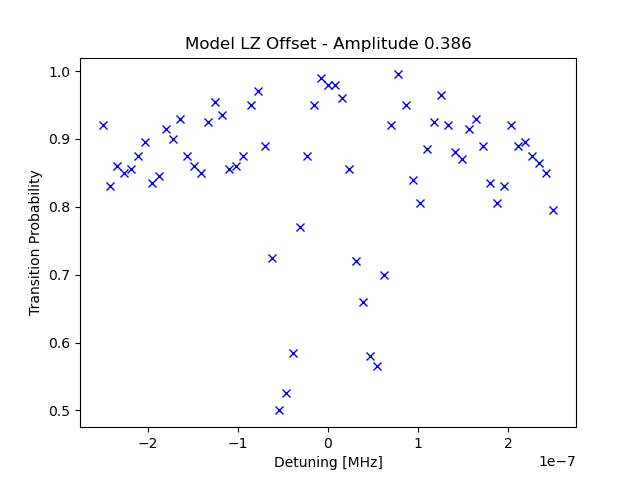 Model LZ Offset - Amplitude 0.386
1.0
0.9
0.8
0.7
0.6
0.5
Transition Probability
−2
−1
0
1
2
1e−7
Detuning [MHz]